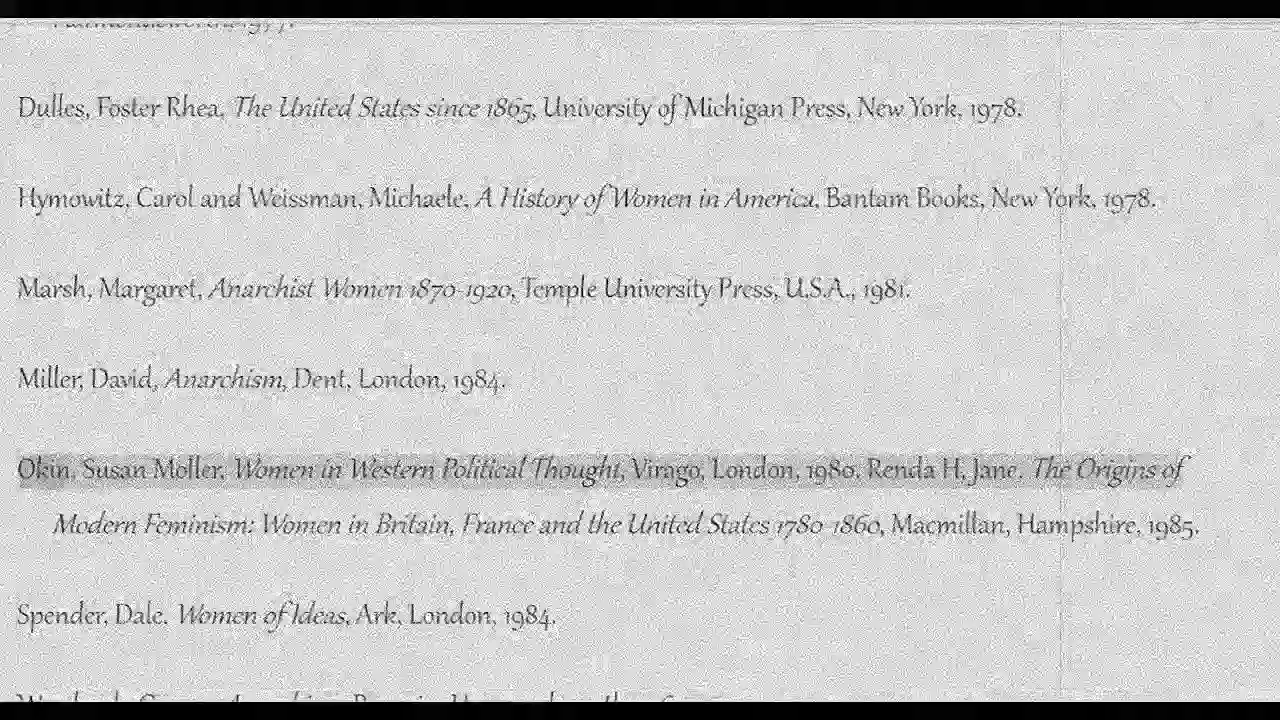 Dulles, Foster Rhea, The United States since 1865, University of Michigan Press, New York, 1978.
Hymowitz, Carol and Weissman, Michaele, A History of Women in America, Bantam Books, New York, 1978.
Marsh, Margaret, Anarchist Women 1870-1920, Temple University Press, U.S.A., 1981.
Miller, David, Anarchism, Dent, London, 1984.
Okin, Susan Moller, Women in Western Political Thought, Virago, London, 1980. Renda H, Jane. The Origins of
Modern Feminism: Women in Britain, France and the United States 1780-1860, Macmillan, Hampshire, 1985.
Spender, Dale, Women of Ideas, Ark, London, 1984.